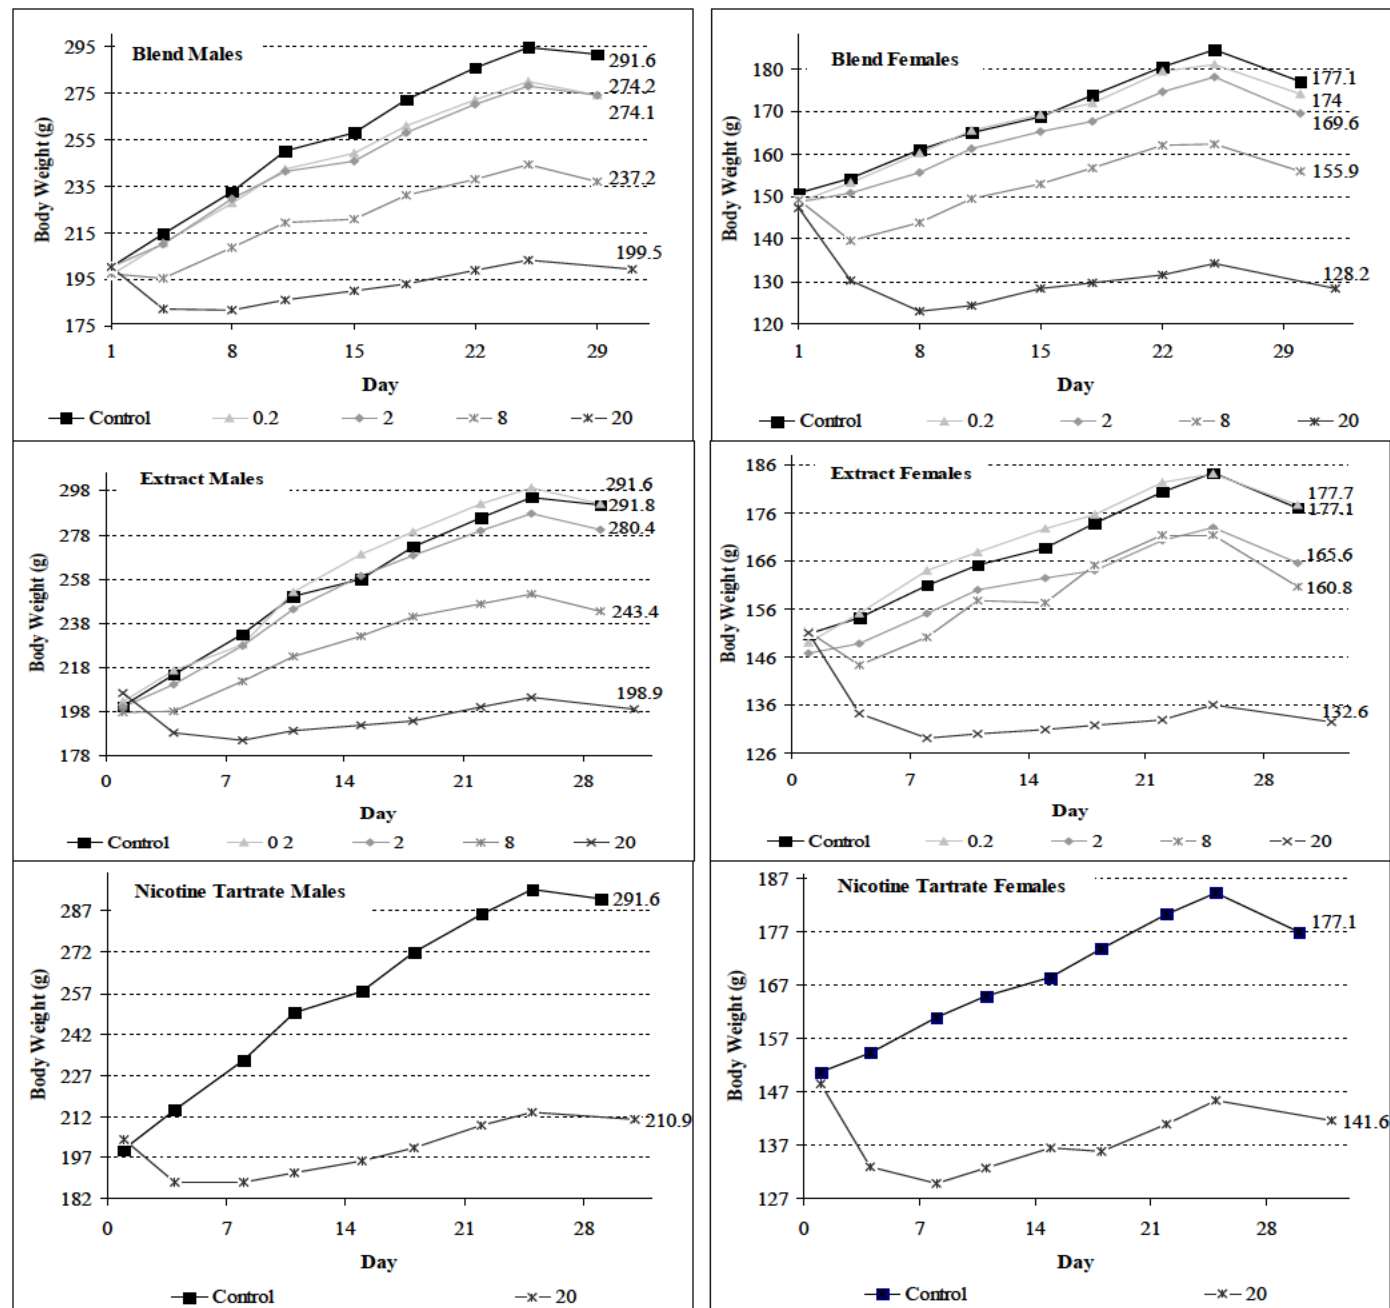 Blend Males
Body Weight (g)
295
275
255
235
215
195
175
291.6
274.2
274.1
237.2
199.5
1 8 15 22 29
Day
Control 0.2 2 8 20
Blend Females
Body Weight (g)
180
170
160
150
140
130
120
177.1
174
169.6
155.9
128.2
1 8 15 22 29
Day
Control 0.2 2 8 20
Extract Males
Body Weight (g)
298
278
258
238
218
198
178
291.6
291.8
280.4
243.4
198.9
0 7 14 21 28
Day
Control 0 2 2 8 20
Extract Females
Body Weight (g)
186
176
166
156
146
136
126
177.7
177.1
165.6
160.8
132.6
0 7 14 21 28
Day
Control 0.2 2 8 20
Nicotine Tartrate Males
Body Weight (g)
287
272
257
242
227
212
197
182
291.6
210.9
0 7 14 21 28
Day
Control 20
Nicotine Tartrate Females
Body Weight (g)
187
177
167
157
147
137
127
177.1
141.6
0 7 14 21 28
Day
Control 20